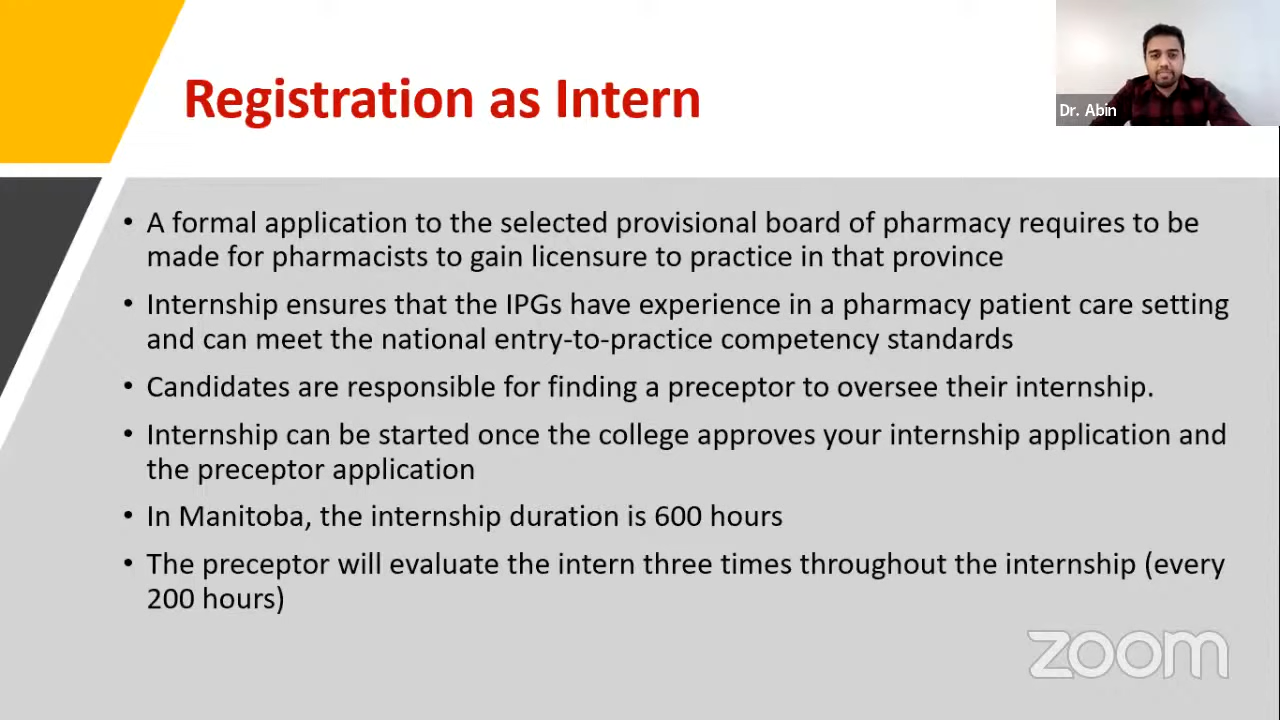 Registration as Intern
Dr. Abin
• A formal application to the selected provisional board of pharmacy requires to be
made for pharmacists to gain licensure to practice in that province
• Internship ensures that the IPGs have experience in a pharmacy patient care setting
and can meet the national entry-to-practice competency standards
• Candidates are responsible for finding a preceptor to oversee their internship.
• Internship can be started once the college approves your internship application and
the preceptor application
• In Manitoba, the internship duration is 600 hours
• The preceptor will evaluate the intern three times throughout the internship (every
200 hours)
zoom